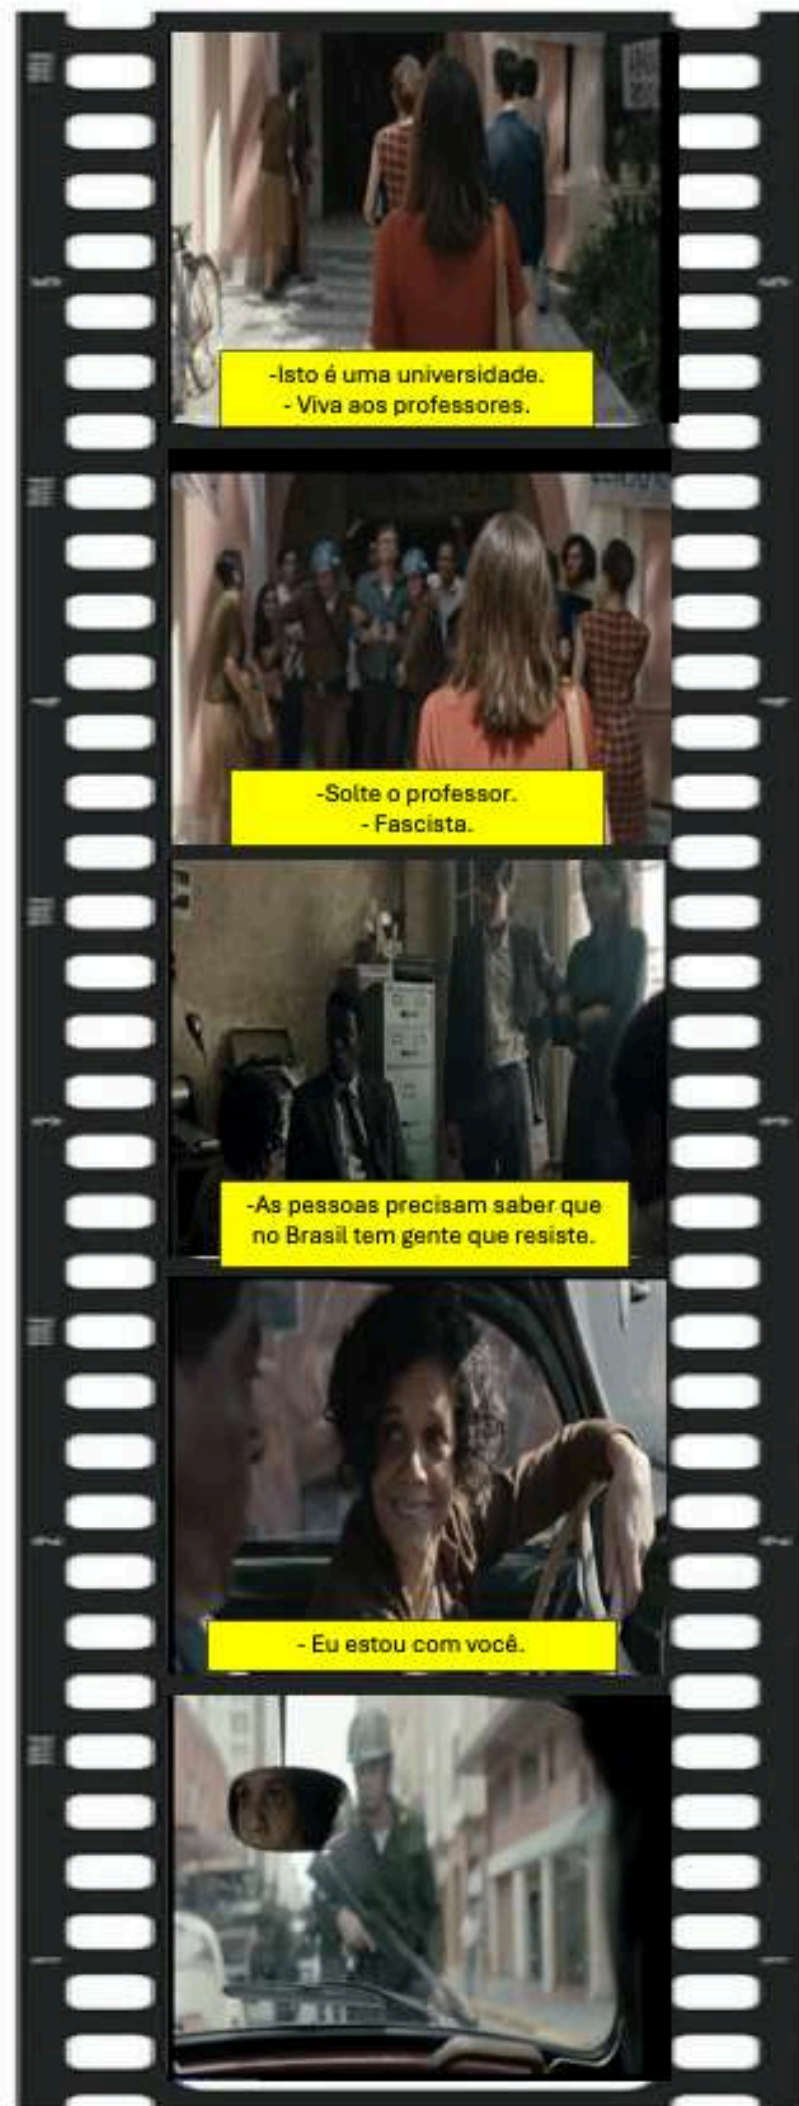 -Isto é uma universidade.
- Viva aos professores.
-Solte o professor.
- Fascista.
-As pessoas precisam saber que
no Brasil tem gente que resiste.
- Eu estou com você.